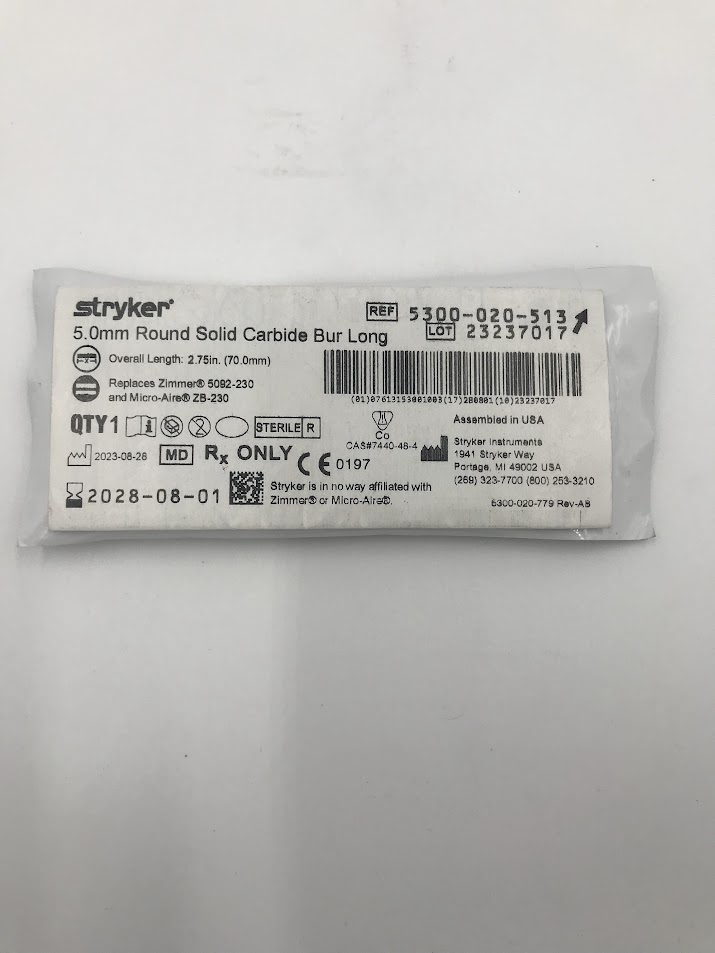 stryker®
REF 5300-020-513
5.0mm Round Solid Carbide Bur Long
LOT 23237017
Overall Length: 2.75in. (70.0mm)
Replaces Zimmer® 5092-230
and Micro-Aire® ZB-230
(01)07613153001003(17)280801(10)23237017
QTY 1
STERILE R
Co
CAS#7440-48-4
Assembled in USA
2023-08-28
MD
Rx ONLY
CE 0197
Stryker Instruments
1941 Stryker Way
Portage, MI 49002 USA
(269) 323-7700 (800) 253-3210
2028-08-01
Stryker is in no way affiliated with
Zimmer® or Micro-Aire®.
5300-020-779 Rev-AB